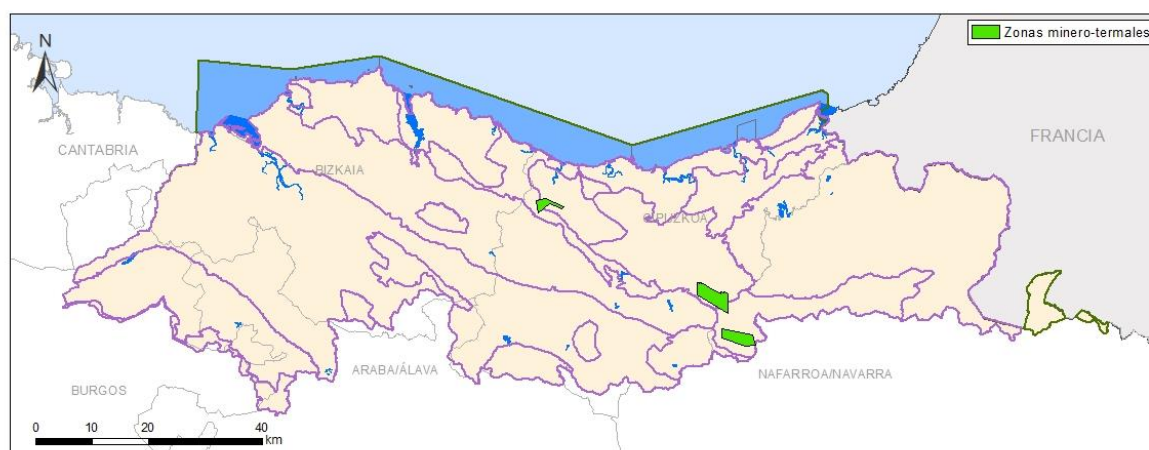 N
Zonas minero-termales
FRANCIA
CANTABRIA
BIZKAIA
GIPUZKOA
ARABA/ÁLAVA
NAFARROA/NAVARRA
BURGOS
0 10 20 40
km